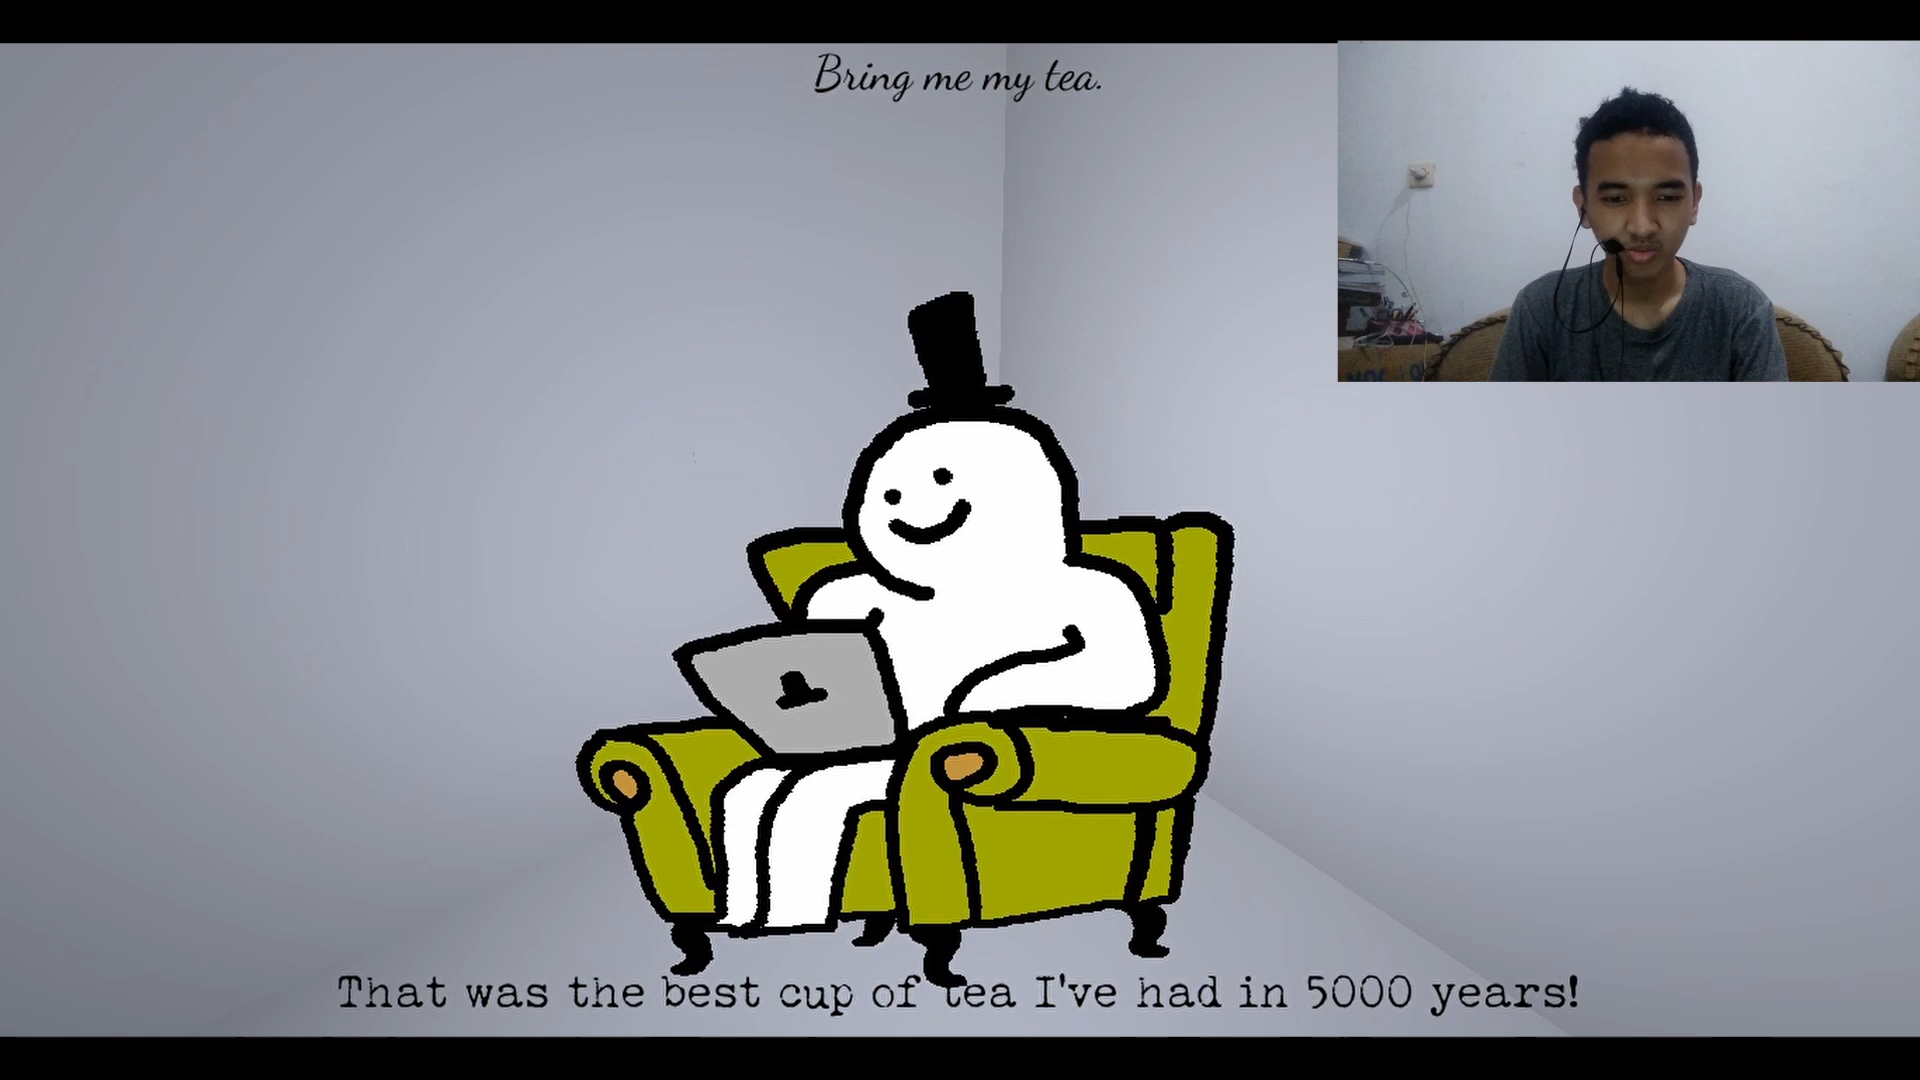 Bring me my tea.
That was the best cup of tea I've had in 5000 years!